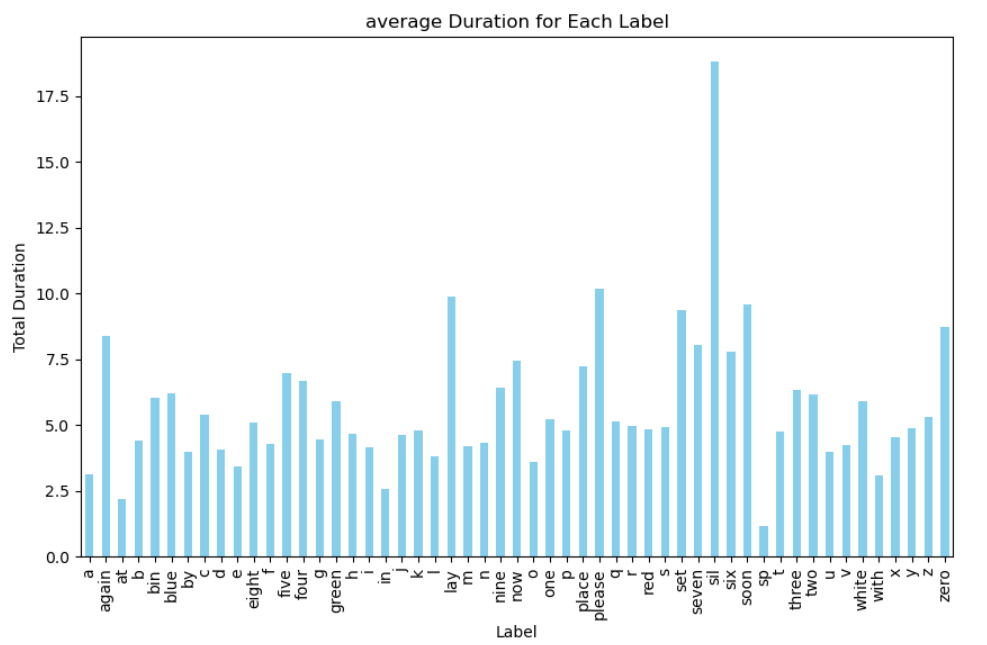 average Duration for Each Label
Total Duration
17.5
15.0
12.5
10.0
7.5
5.0
2.5
0.0
a
again
at
b
bin
blue
by
c
d
e
eight
f
five
four
g
green
h
i
in
j
k
l
lay
m
n
nine
now
o
one
p
place
please
q
r
red
s
set
seven
sil
six
soon
sp
t
three
two
u
v
white
with
x
y
z
zero
Label